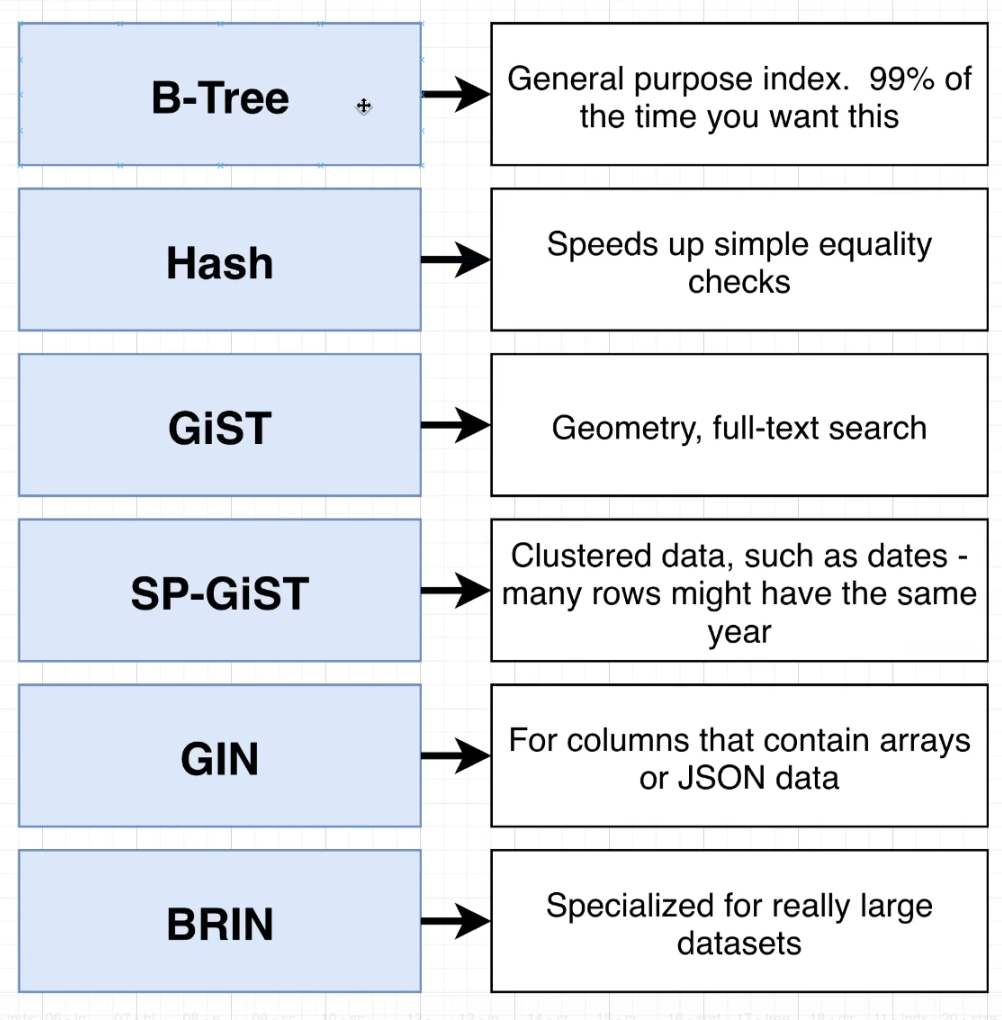 B-Tree
General purpose index.  99% of
the time you want this
Hash
Speeds up simple equality
checks
GiST
Geometry, full-text search
SP-GiST
Clustered data, such as dates -
many rows might have the same
year
GIN
For columns that contain arrays
or JSON data
BRIN
Specialized for really large
datasets